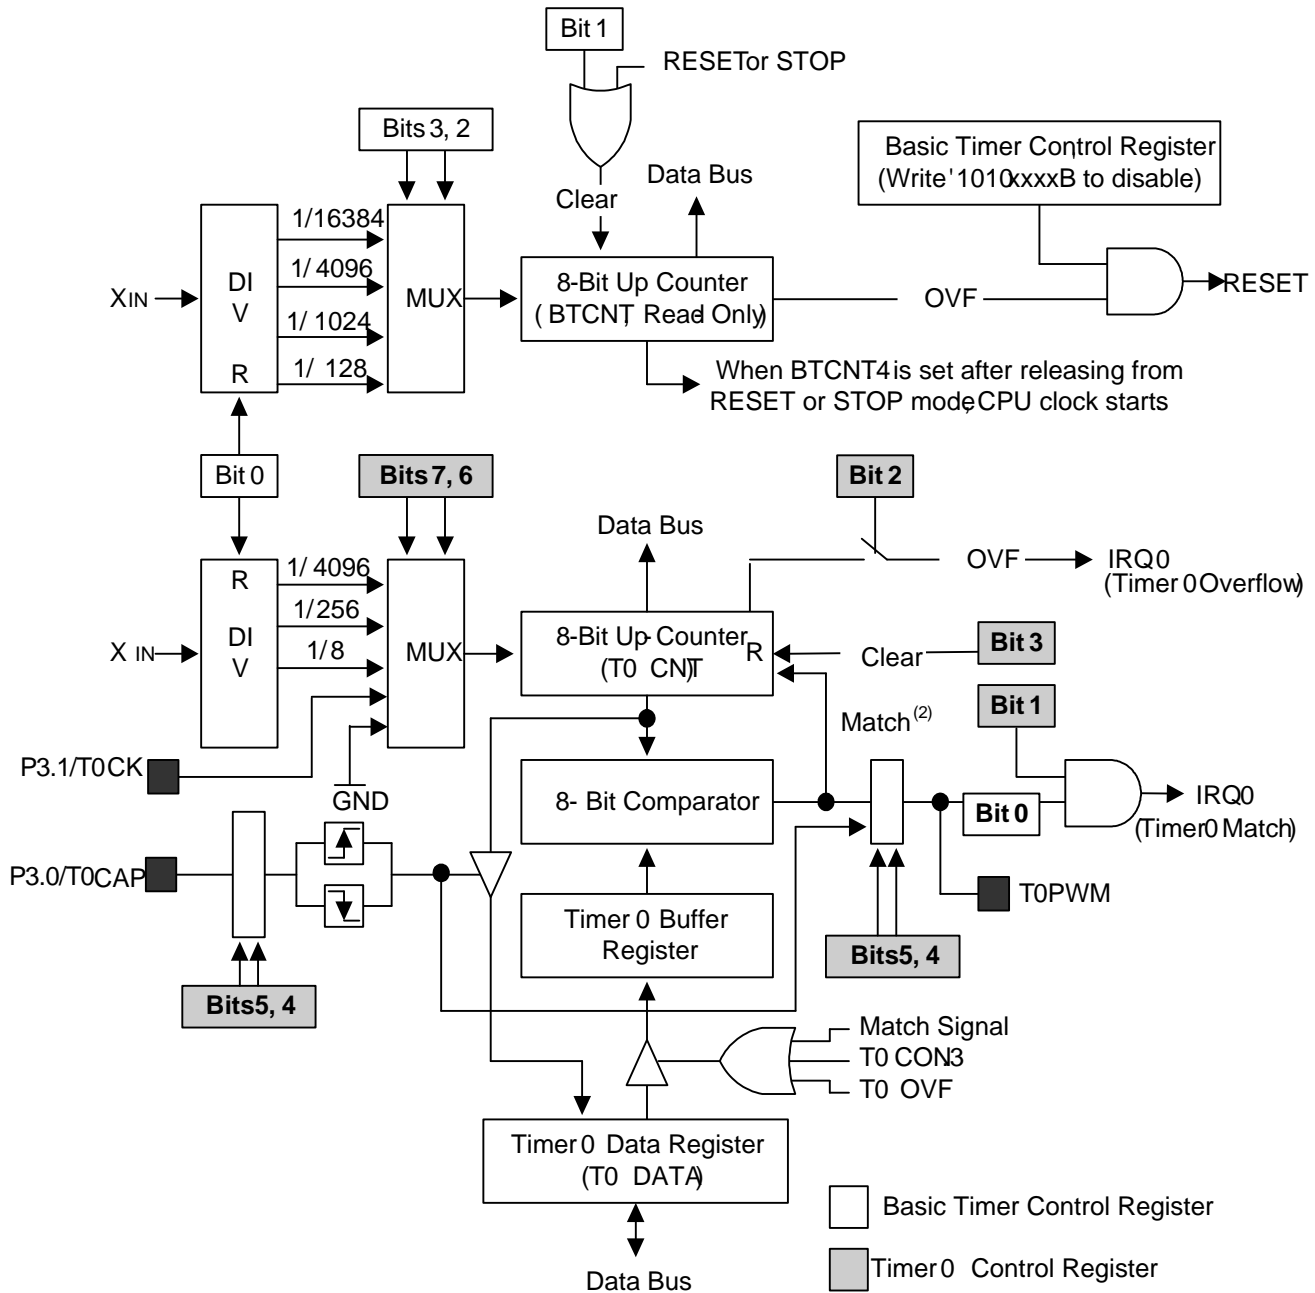 Bit 1
RESET or STOP
Bits 3, 2
Basic Timer Control Register
(Write '1010xxxxB to disable)
Data Bus
Clear
1/16384
1/4096
1/1024
1/128
XIN
DI
V
R
MUX
8-Bit Up Counter
(BTCNT, Read-Only)
OVF
RESET
When BTCNT4 is set after releasing from
RESET or STOP mode, CPU clock starts
Bit 0
Bits 7, 6
Bit 2
Data Bus
OVF
IRQ0
(Timer 0 Overflow)
1/4096
1/256
1/8
XIN
R
DI
V
MUX
8-Bit Up-Counter
(T0 CNT)
R
Clear
Bit 3
Bit 1
Match(2)
P3.1/T0CK
GND
8-Bit Comparator
Bit 0
IRQ0
(Timer 0 Match)
P3.0/T0CAP
T0PWM
Timer 0 Buffer
Register
Bits 5, 4
Bits 5, 4
Match Signal
T0 CON.3
T0 OVF
Timer 0 Data Register
(T0 DATA)
Data Bus
Basic Timer Control Register
Timer 0 Control Register